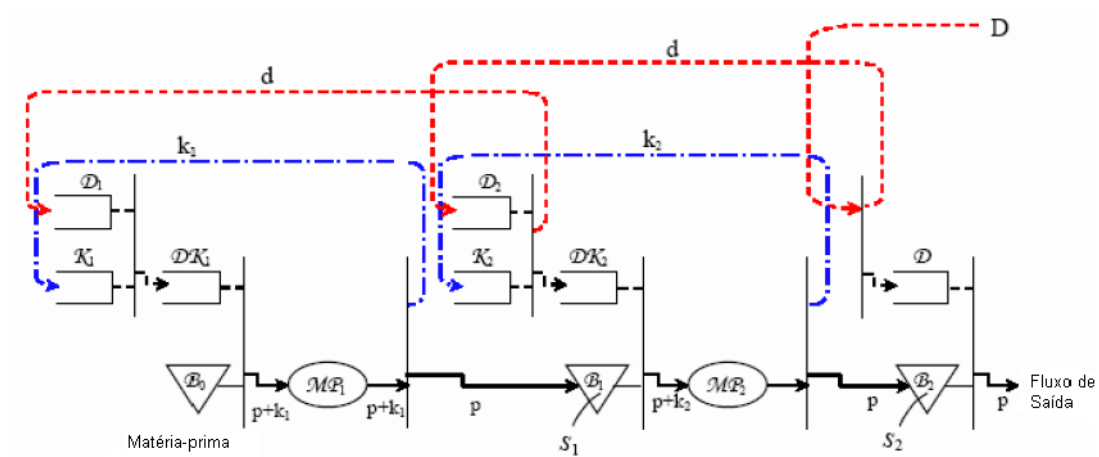 D
d
d
k₁
k₂
𝒟₁
𝒟₂
𝒦₁
𝒟𝒦₁
𝒦₂
𝒟𝒦₂
𝒟
ℬ₀
ℳ𝒫₁
ℬ₁
ℳ𝒫₂
ℬ₂
Fluxo de
Saída
p+k₁
p+k₁
p
p+k₂
p
p
Matéria-prima
S₁
S₂